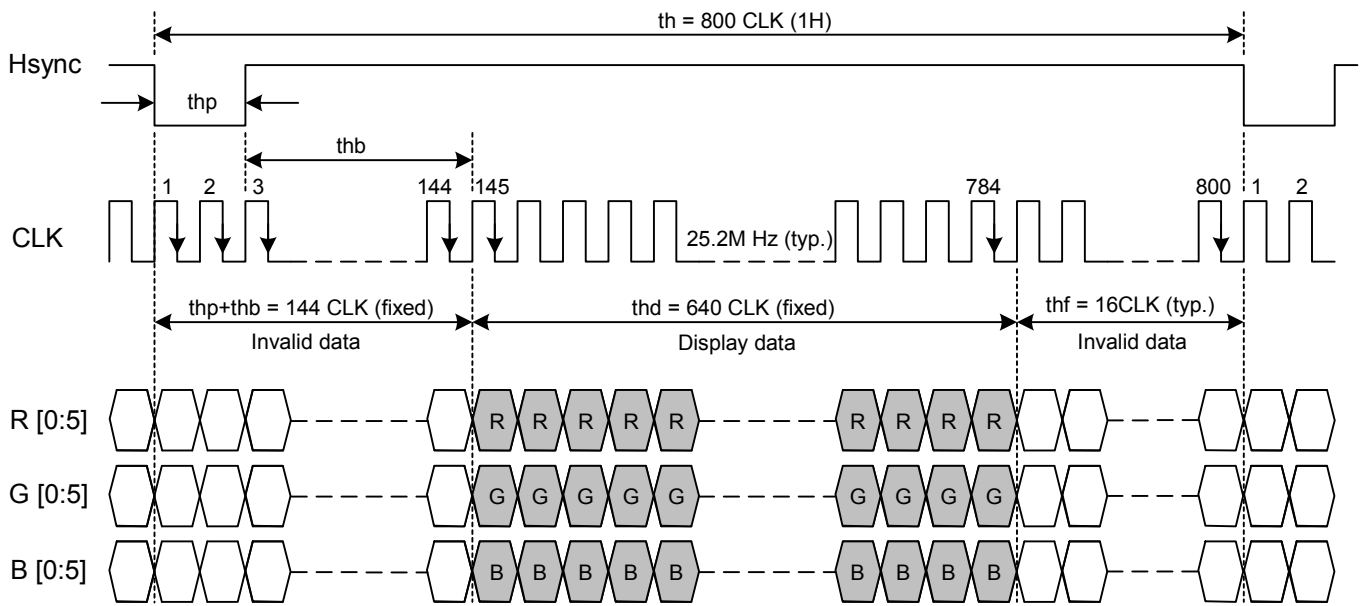 th = 800 CLK (1H)
Hsync
thp
thb
1 2 3 144 145 784 800 1 2
CLK
25.2M Hz (typ.)
thp+thb = 144 CLK (fixed) thd = 640 CLK (fixed) thf = 16CLK (typ.)
Invalid data Display data Invalid data
R [0:5] R R R R R R R R R
G [0:5] G G G G G G G G G
B [0:5] B B B B B B B B B